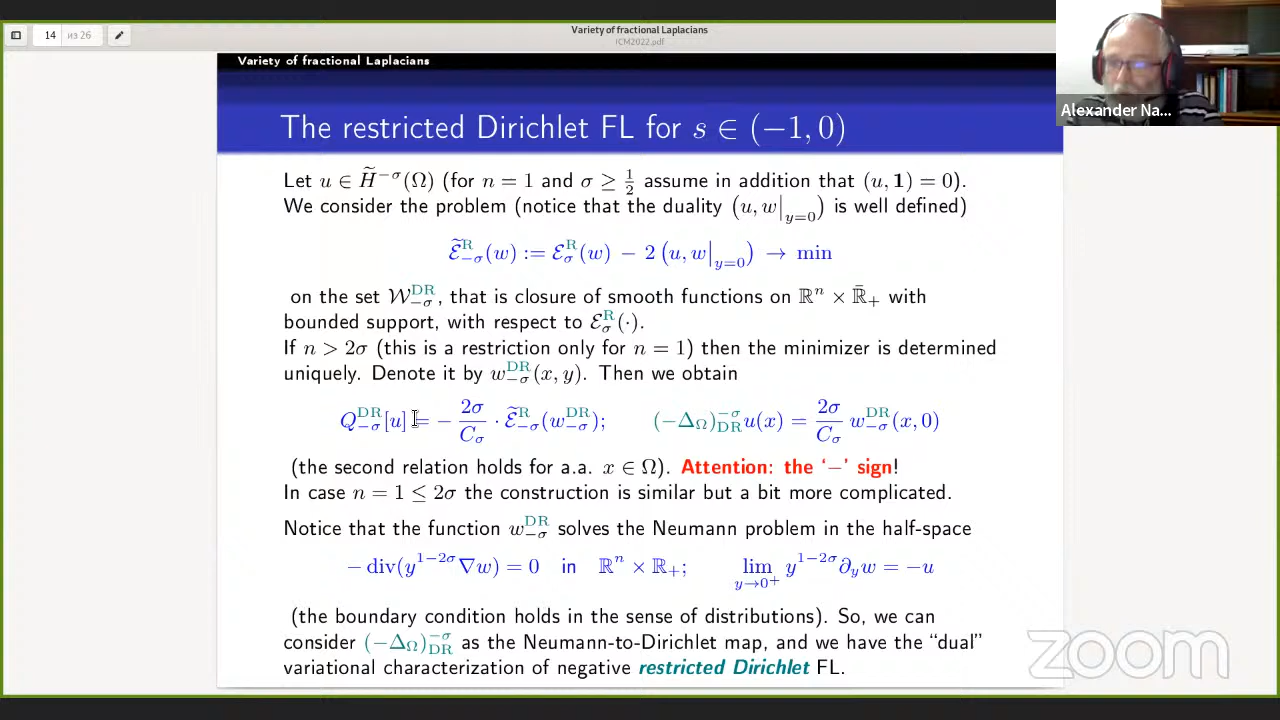 14 из 26
Variety of fractional Laplacians
ICM2022.pdf
Variety of fractional Laplacians
Alexander Na...
The restricted Dirichlet FL for s ∈ (−1, 0)
Let u ∈ H̃^{−σ}(Ω) (for n = 1 and σ ≥ 1/2 assume in addition that (u, 1) = 0).
We consider the problem (notice that the duality (u, w|_{y=0}) is well defined)
Ẽ^R_{−σ}(w) := E^R_σ(w) − 2 (u, w|_{y=0}) → min
on the set W^{DR}_{−σ}, that is closure of smooth functions on ℝ^n × ℝ̄_+ with
bounded support, with respect to E^R_σ(·).
If n > 2σ (this is a restriction only for n = 1) then the minimizer is determined
uniquely. Denote it by w^{DR}_{−σ}(x, y). Then we obtain
Q^{DR}_{−σ}[u] = − 2σ/C_σ · Ẽ^R_{−σ}(w^{DR}_{−σ}); (−Δ_Ω)^{−σ}_{DR} u(x) = 2σ/C_σ w^{DR}_{−σ}(x, 0)
(the second relation holds for a.a. x ∈ Ω). Attention: the ‘−’ sign!
In case n = 1 ≤ 2σ the construction is similar but a bit more complicated.
Notice that the function w^{DR}_{−σ} solves the Neumann problem in the half-space
− div(y^{1−2σ}∇w) = 0 in ℝ^n × ℝ_+; lim_{y→0^+} y^{1−2σ}∂_y w = −u
(the boundary condition holds in the sense of distributions). So, we can
consider (−Δ_Ω)^{−σ}_{DR} as the Neumann-to-Dirichlet map, and we have the “dual”
variational characterization of negative restricted Dirichlet FL.
zoom